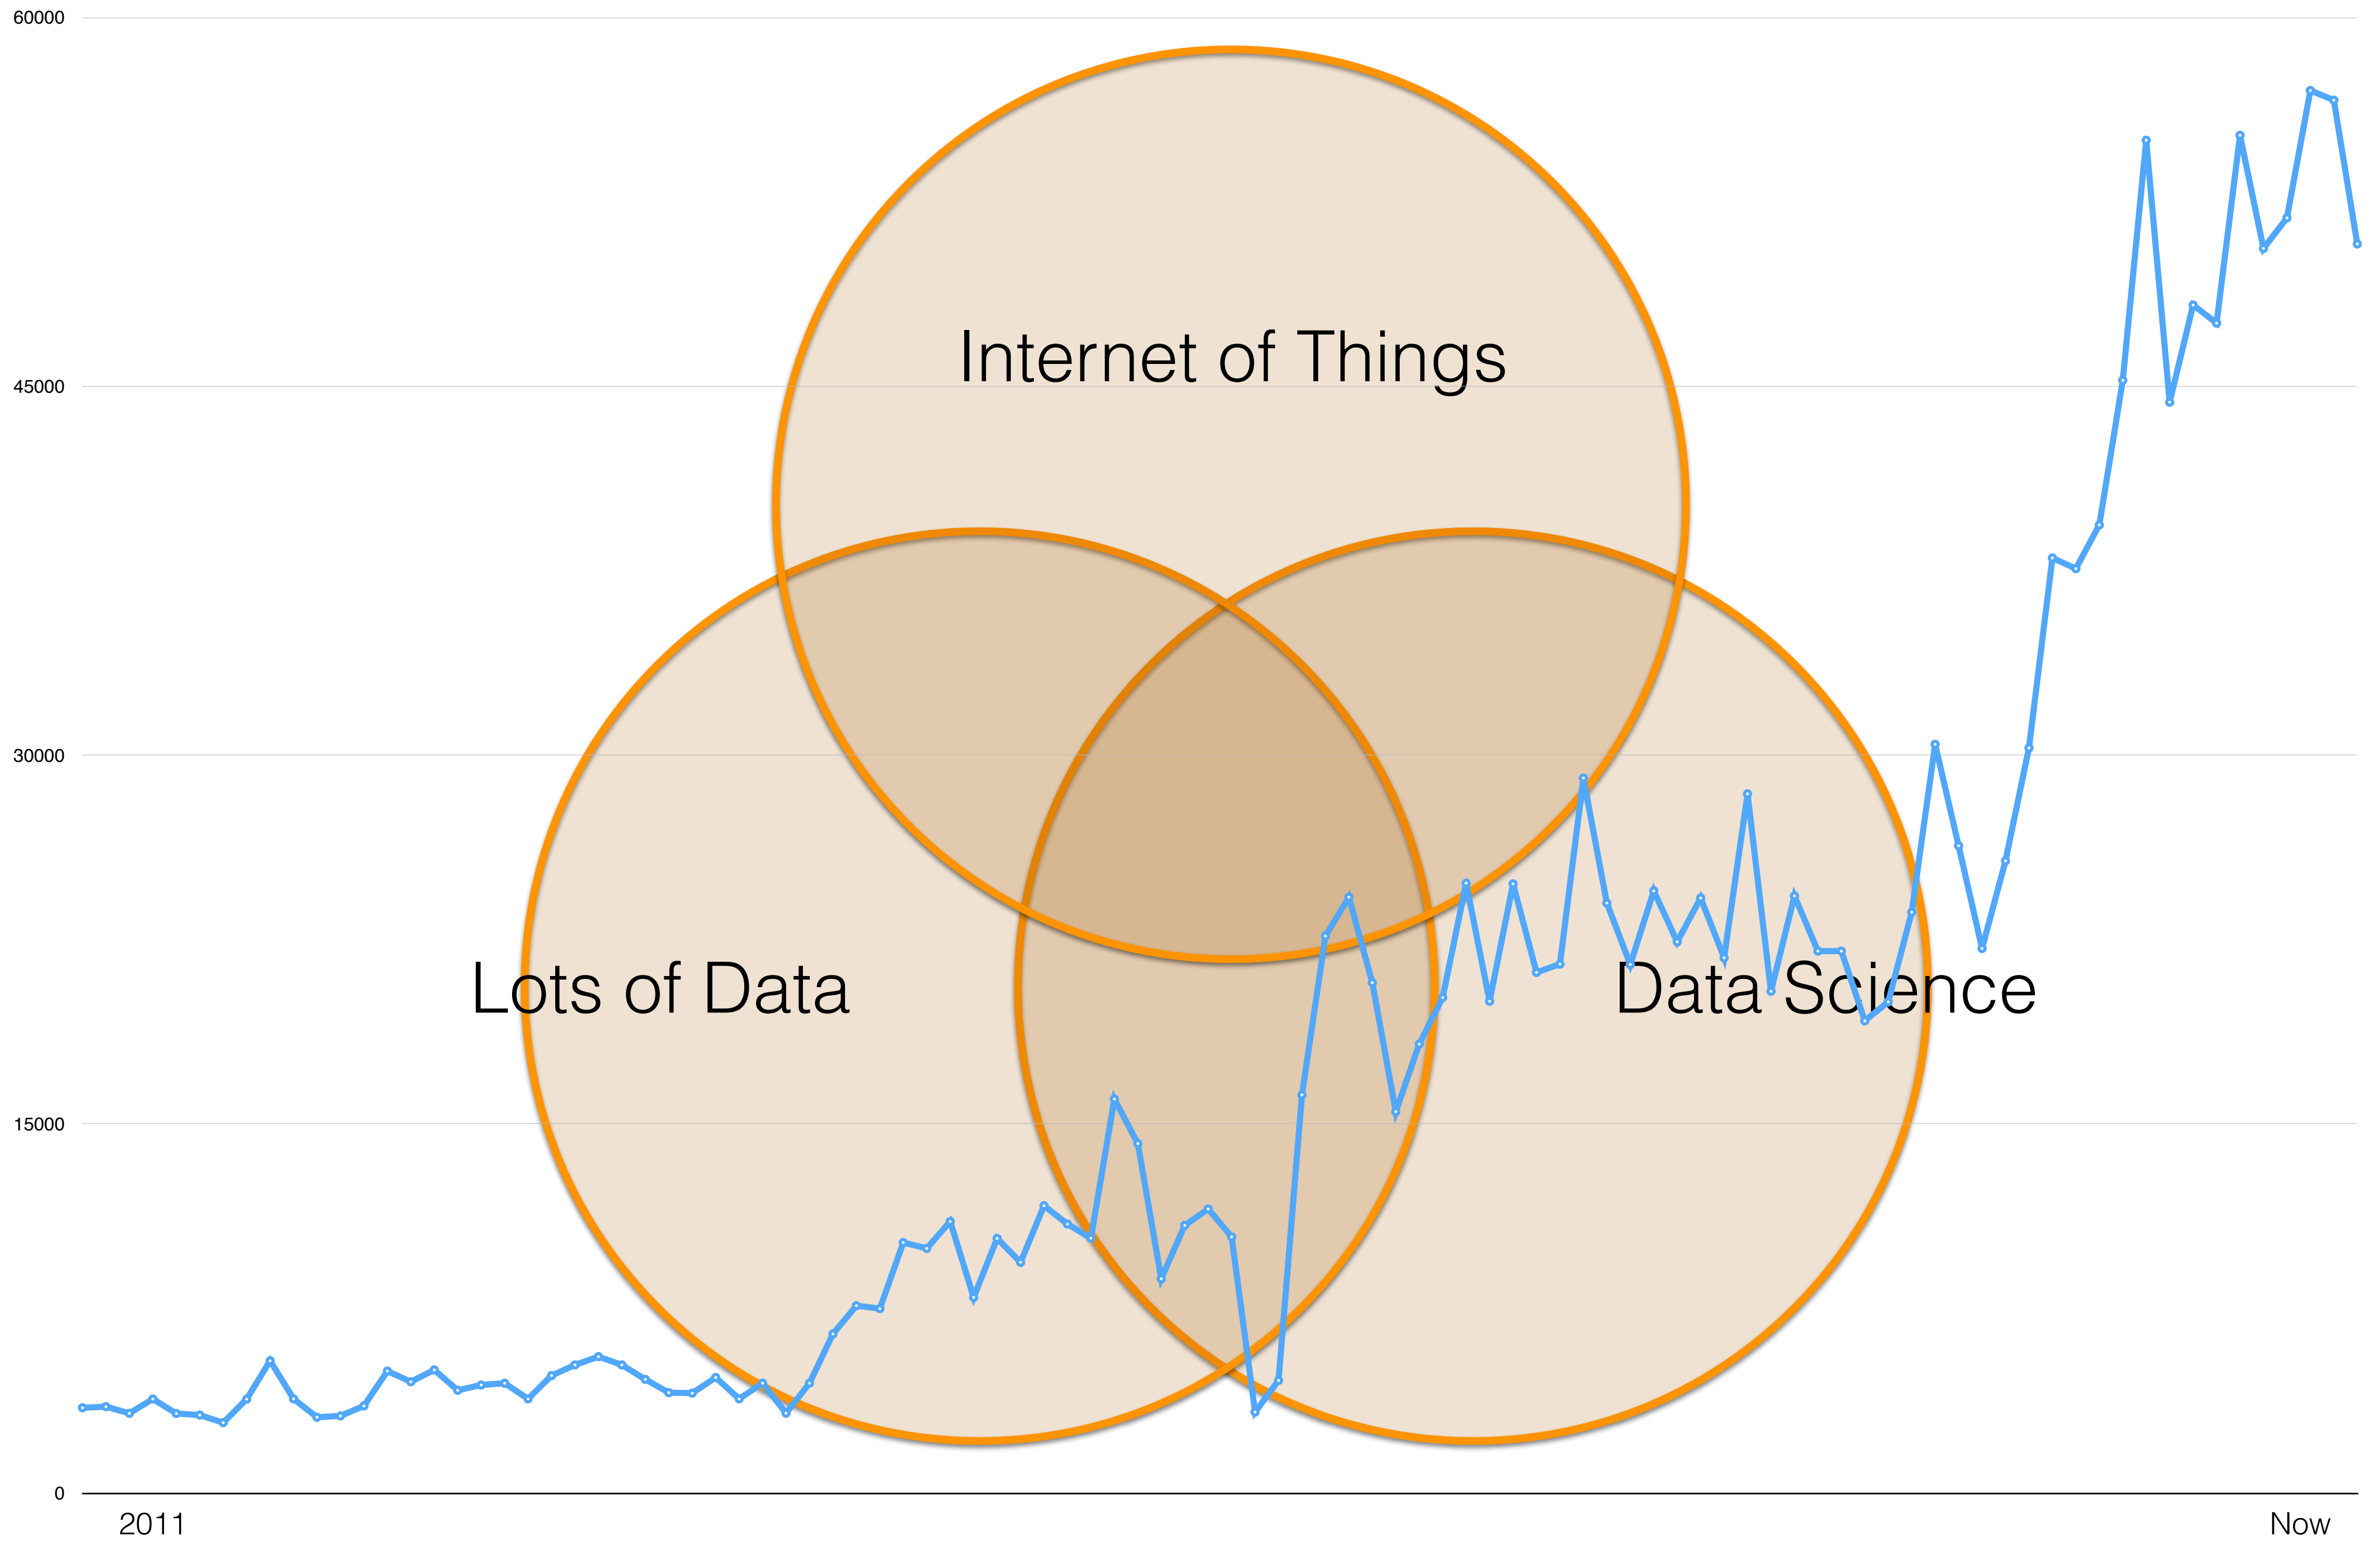 60000
Internet of Things
45000
30000
Lots of Data
Data Science
15000
0
2011
Now